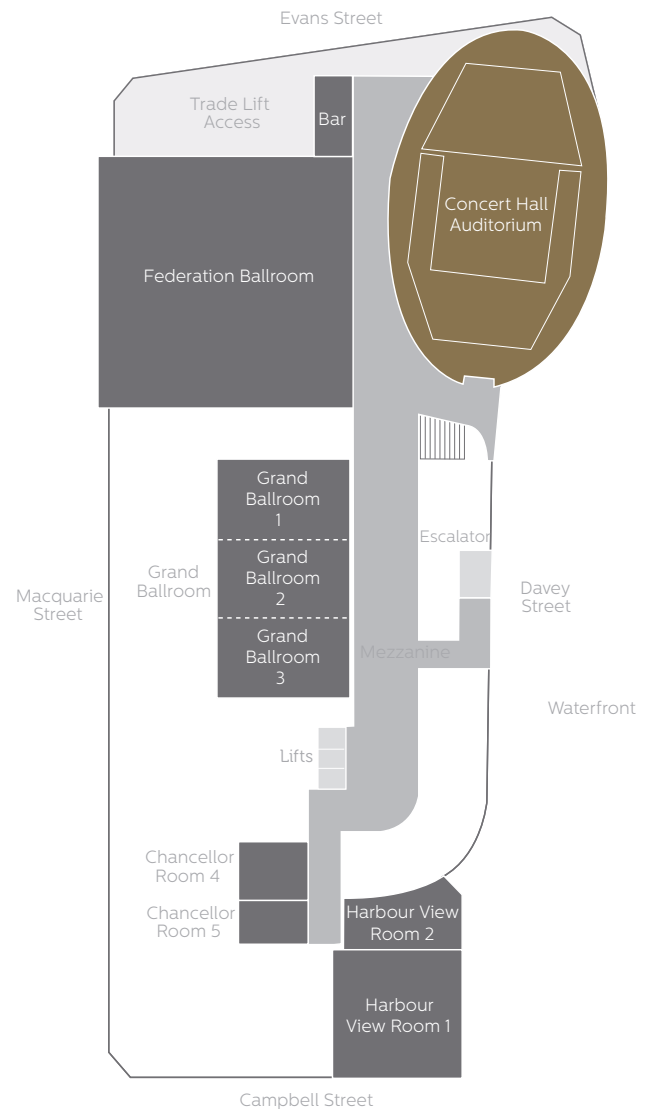 Evans Street
Trade Lift
Access
Bar
Concert Hall
Auditorium
Federation Ballroom
Grand
Ballroom
1
Escalator
Grand
Ballroom
Grand
Ballroom
2
Macquarie
Street
Davey
Street
Grand
Ballroom
3
Mezzanine
Waterfront
Lifts
Chancellor
Room 4
Chancellor
Room 5
Harbour View
Room 2
Harbour
View Room 1
Campbell Street